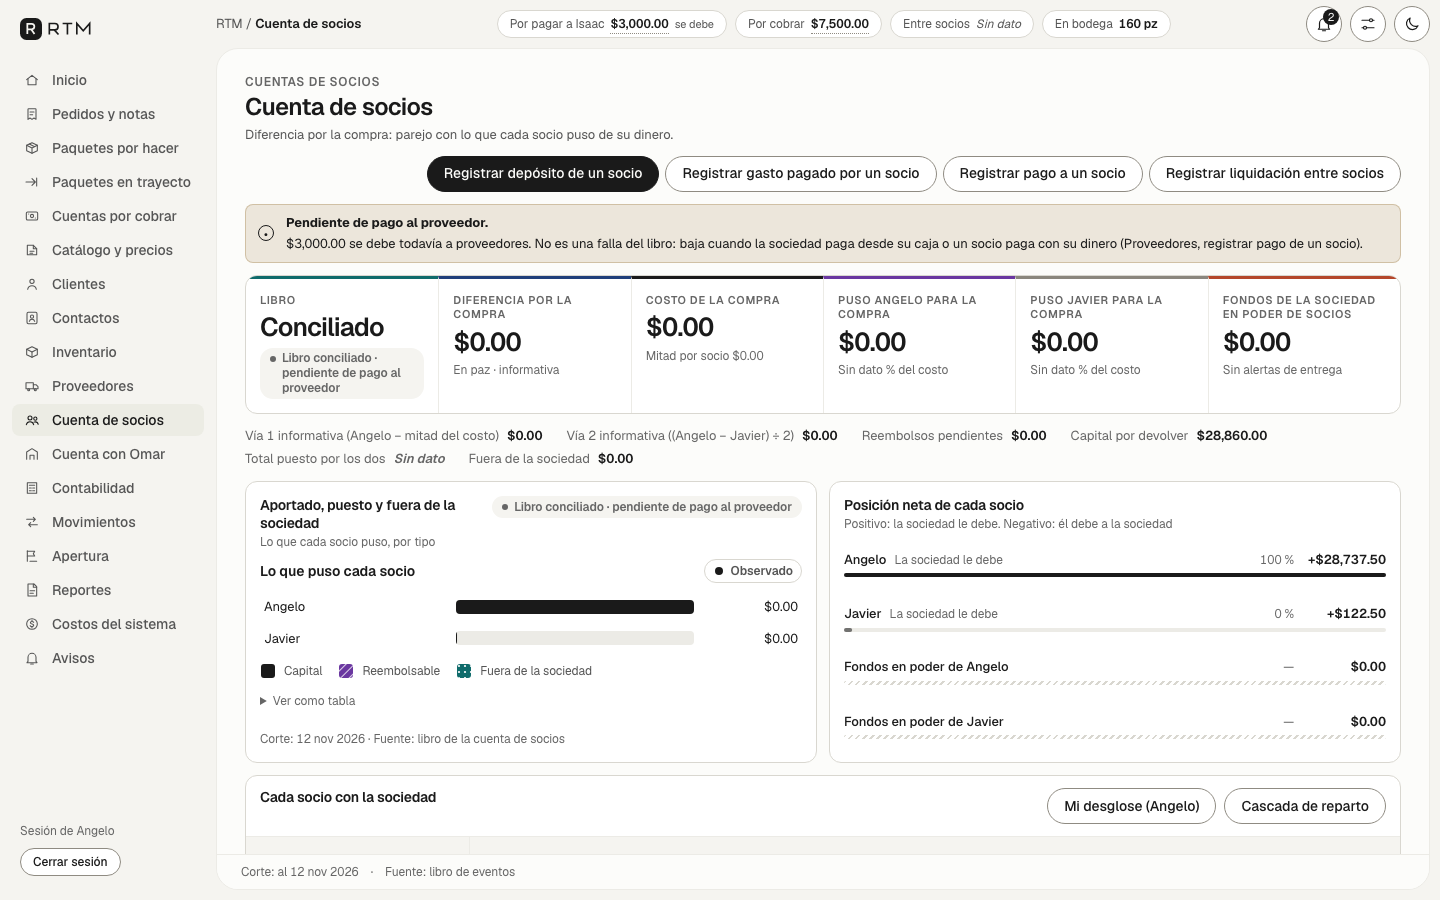 R RTM
RTM / Cuenta de socios
Por pagar a Isaac $3,000.00 se debe
Por cobrar $7,500.00
Entre socios Sin dato
En bodega 160 pz
2
Inicio
Pedidos y notas
Paquetes por hacer
Paquetes en trayecto
Cuentas por cobrar
Catálogo y precios
Clientes
Contactos
Inventario
Proveedores
Cuenta de socios
Cuenta con Omar
Contabilidad
Movimientos
Apertura
Reportes
Costos del sistema
Avisos
Sesión de Angelo
Cerrar sesión
CUENTAS DE SOCIOS
Cuenta de socios
Diferencia por la compra: parejo con lo que cada socio puso de su dinero.
Registrar depósito de un socio
Registrar gasto pagado por un socio
Registrar pago a un socio
Registrar liquidación entre socios
Pendiente de pago al proveedor.
$3,000.00 se debe todavía a proveedores. No es una falla del libro: baja cuando la sociedad paga desde su caja o un socio paga con su dinero (Proveedores, registrar pago de un socio).
LIBRO
Conciliado
Libro conciliado ·
pendiente de pago al
proveedor
DIFERENCIA POR LA
COMPRA
$0.00
En paz · informativa
COSTO DE LA COMPRA
$0.00
Mitad por socio $0.00
PUSO ANGELO PARA LA
COMPRA
$0.00
Sin dato % del costo
PUSO JAVIER PARA LA
COMPRA
$0.00
Sin dato % del costo
FONDOS DE LA SOCIEDAD
EN PODER DE SOCIOS
$0.00
Sin alertas de entrega
Vía 1 informativa (Angelo – mitad del costo) $0.00
Vía 2 informativa ((Angelo – Javier) ÷ 2) $0.00
Reembolsos pendientes $0.00
Capital por devolver $28,860.00
Total puesto por los dos Sin dato
Fuera de la sociedad $0.00
Aportado, puesto y fuera de la
sociedad
Libro conciliado · pendiente de pago al proveedor
Lo que cada socio puso, por tipo
Lo que puso cada socio
Observado
Angelo $0.00
Javier $0.00
Capital
Reembolsable
Fuera de la sociedad
Ver como tabla
Corte: 12 nov 2026 · Fuente: libro de la cuenta de socios
Posición neta de cada socio
Positivo: la sociedad le debe. Negativo: él debe a la sociedad
Angelo La sociedad le debe 100 % +$28,737.50
Javier La sociedad le debe 0 % +$122.50
Fondos en poder de Angelo — $0.00
Fondos en poder de Javier — $0.00
Cada socio con la sociedad
Mi desglose (Angelo)
Cascada de reparto
Corte: al 12 nov 2026 · Fuente: libro de eventos